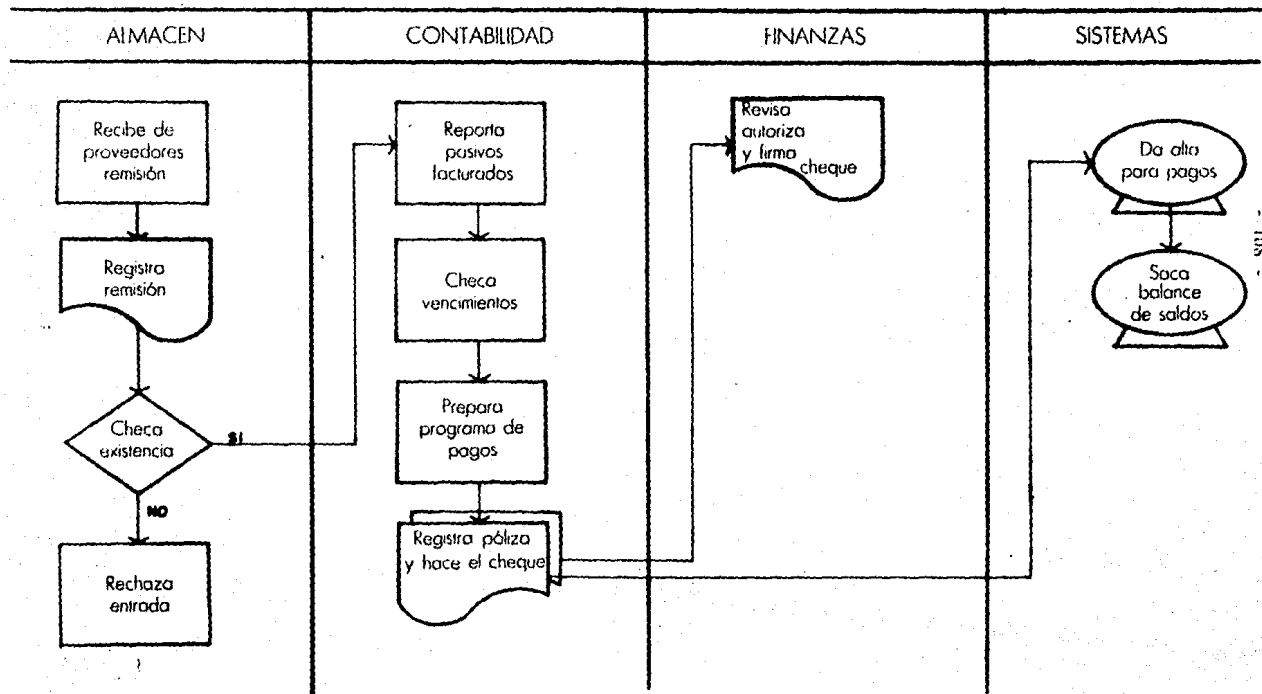 ALMACEN
CONTABILIDAD
FINANZAS
SISTEMAS
Recibe de
proveedores
remisión
Registra
remisión
Checa
existencia
SI
NO
Rechaza
entrada
Reporta
pasivos
facturados
Checa
vencimientos
Prepara
programa de
pagos
Registra póliza
y hace el cheque
Revisa
autoriza
y firma
cheque
Da alta
para pagos
Saca
balance
de saldos